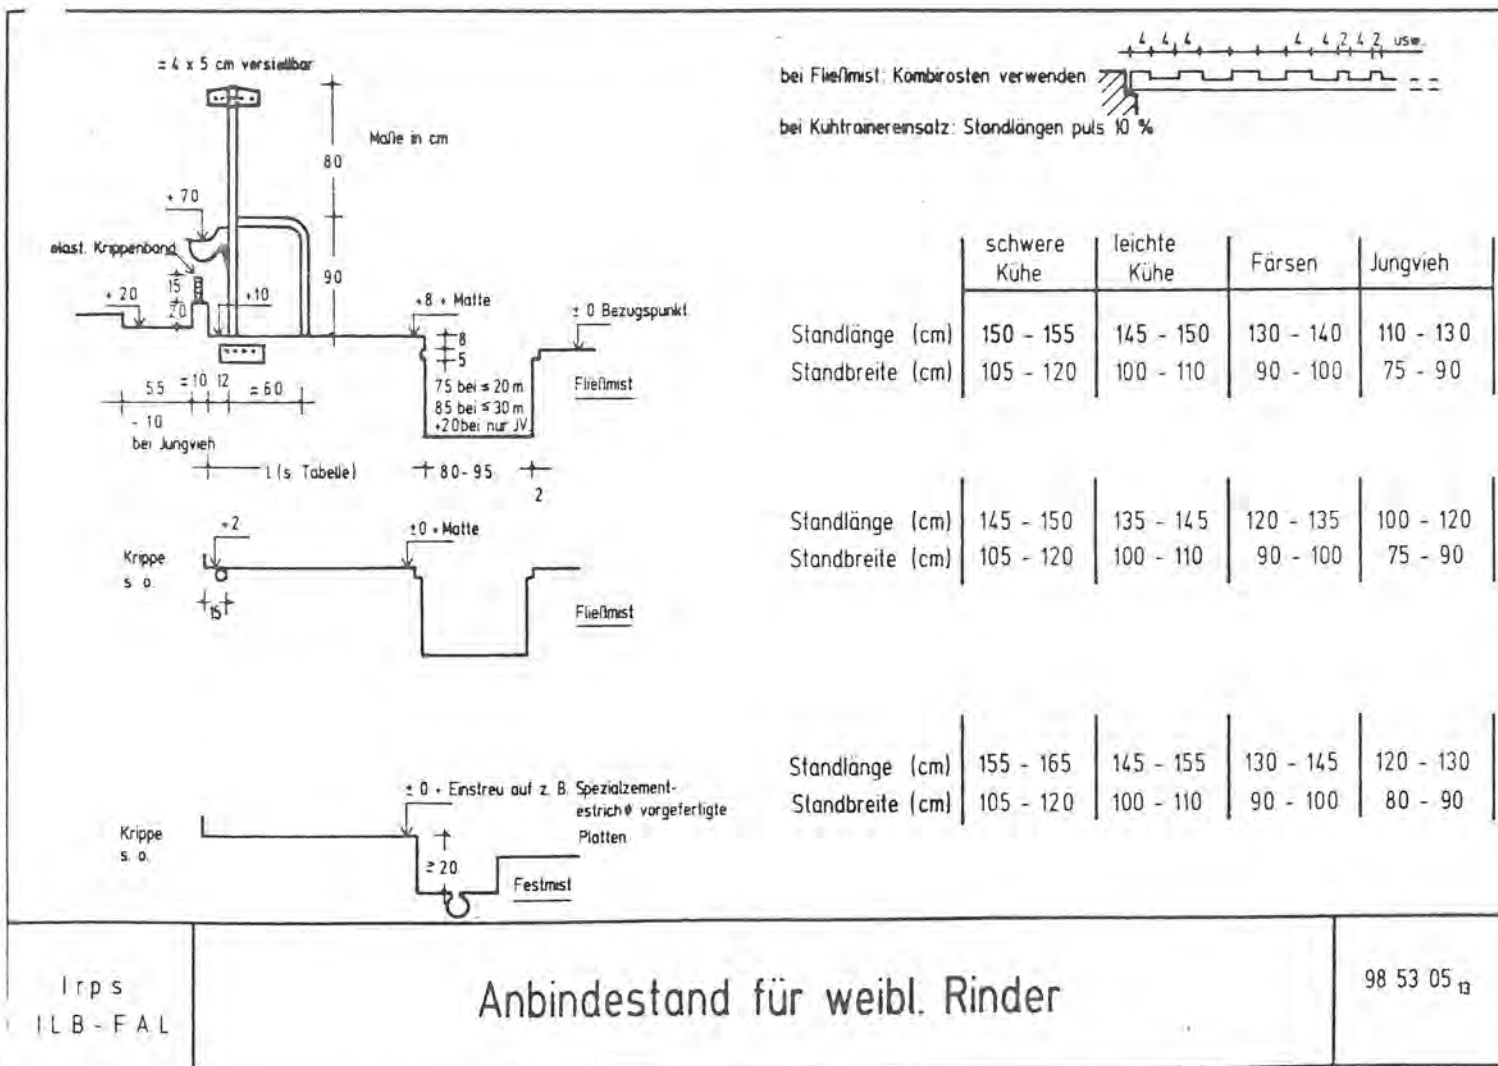 = 4 x 5 cm verstellbar
Maße in cm
80
+ 70
elast. Krippenband
15
90
+ 20
+10
20
+8 + Matte
± 0 Bezugspunkt
8
5
55 = 10 12 = 60
75 bei ≤ 20 m
85 bei ≤ 30 m
+20 bei nur JV
Fließmist
- 10
bei Jungvieh
L (s. Tabelle)
80 - 95
2
+2
±0 + Matte
Krippe
s. o.
15
Fließmist
± 0 + Einstreu auf z. B. Spezialzement-
estrich vorgefertigte
Platten
Krippe
s. o.
≥ 20
Festmist
4 4 4 4 4 2 4 2 usw.
bei Fließmist: Kombirosten verwenden
bei Kuhtrainereinsatz: Standlängen puls 10 %
schwere Kühe leichte Kühe Färsen Jungvieh
Standlänge (cm) 150 - 155 145 - 150 130 - 140 110 - 130
Standbreite (cm) 105 - 120 100 - 110 90 - 100 75 - 90
Standlänge (cm) 145 - 150 135 - 145 120 - 135 100 - 120
Standbreite (cm) 105 - 120 100 - 110 90 - 100 75 - 90
Standlänge (cm) 155 - 165 145 - 155 130 - 145 120 - 130
Standbreite (cm) 105 - 120 100 - 110 90 - 100 80 - 90
Irps
ILB - FAL
Anbindestand für weibl. Rinder
98 53 05 13